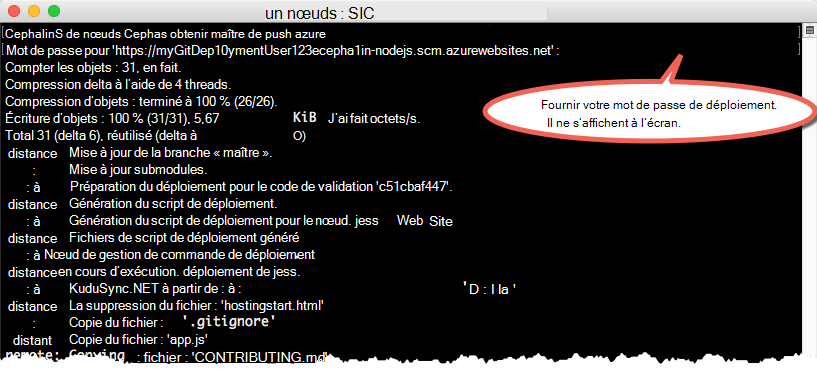 un nœuds : SIC
CephalinS de nœuds Cephas obtenir maître de push azure
Mot de passe pour 'https://myGitDep10ymentUser123ecepha1in-nodejs.scm.azurewebsites.net' :
Compter les objets : 31, en fait.
Compression delta à l'aide de 4 threads.
Compression d'objets : terminé à 100 % (26/26).
Écriture d'objets : 100 % (31/31), 5,67 KiB J'ai fait octets/s.
Total 31 (delta 6), réutilisé (delta à O)
Fournir votre mot de passe de déploiement.
Il ne s'affichent à l'écran.
distance Mise à jour de la branche « maître ».
: Mise à jour submodules.
: à Préparation du déploiement pour le code de validation 'c51cbaf447'.
distance Génération du script de déploiement.
: à Génération du script de déploiement pour le nœud. jess Web Site
distance Fichiers de script de déploiement généré
: à Nœud de gestion de commande de déploiement
distance en cours d'exécution. déploiement de jess.
: à KuduSync.NET à partir de : à : 'D : I la '
distance La suppression du fichier : 'hostingstart.html'
: Copie du fichier : '.gitignore'
distant Copie du fichier : 'app.js'
remote: Copying : fichier : 'CONTRIBUTING.md'